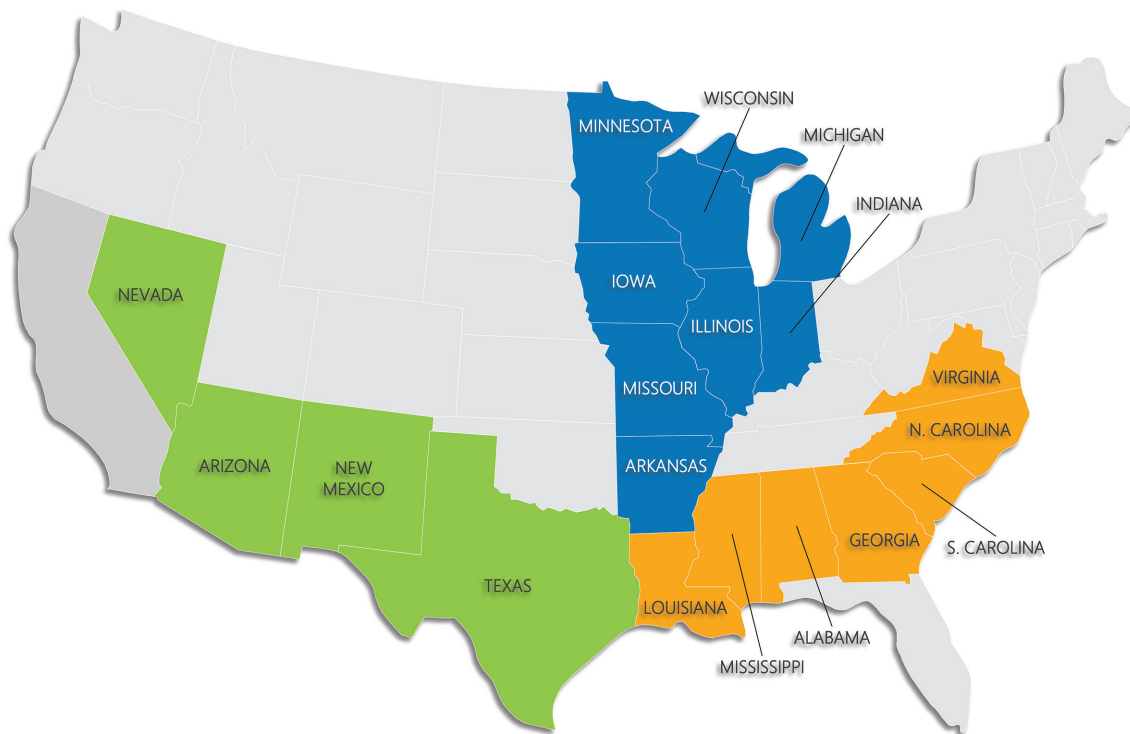 WISCONSIN
MINNESOTA
MICHIGAN
INDIANA
IOWA
NEVADA
ILLINOIS
VIRGINIA
MISSOURI
N. CAROLINA
ARIZONA
NEW
MEXICO
ARKANSAS
GEORGIA
S. CAROLINA
TEXAS
LOUISIANA
ALABAMA
MISSISSIPPI